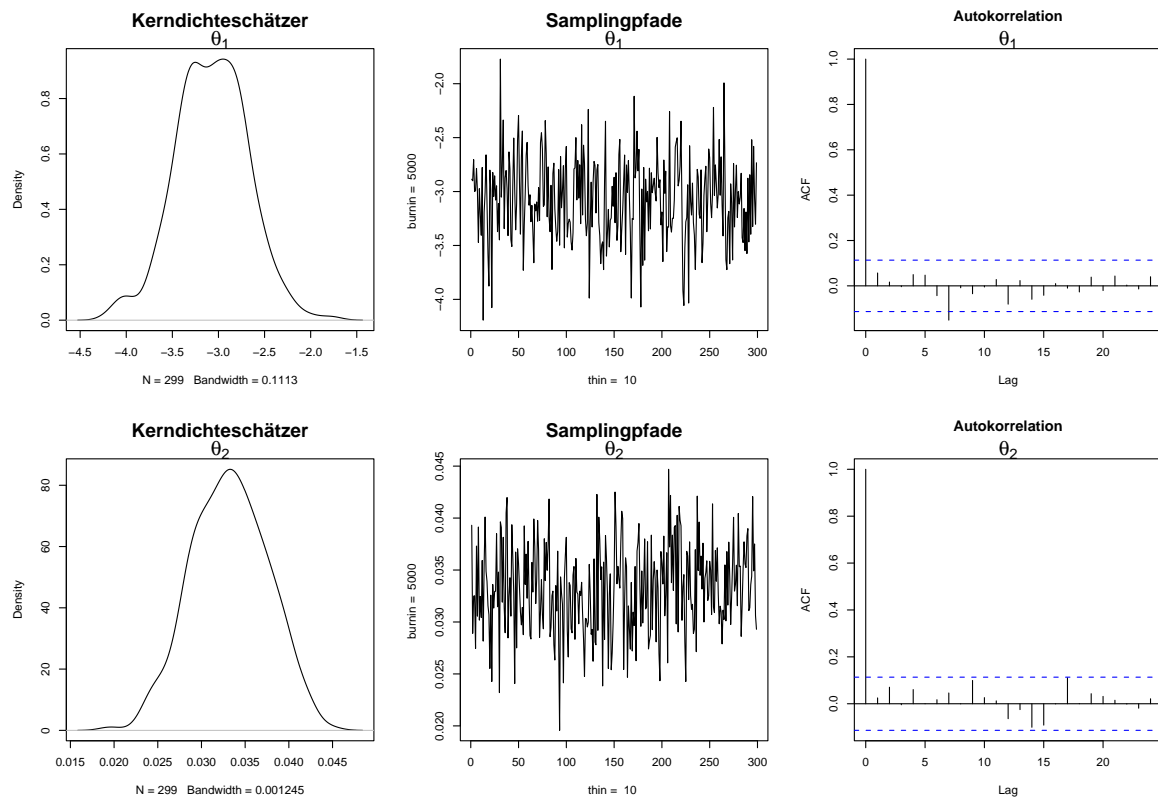 Kerndichteschätzer
θ1
Density
0.0 0.2 0.4 0.6 0.8
−4.5 −4.0 −3.5 −3.0 −2.5 −2.0 −1.5
N = 299 Bandwidth = 0.1113
Samplingpfade
θ1
burnin = 5000
−4.0 −3.5 −3.0 −2.5 −2.0
0 50 100 150 200 250 300
thin = 10
Autokorrelation
θ1
ACF
0.0 0.2 0.4 0.6 0.8 1.0
0 5 10 15 20
Lag
Kerndichteschätzer
θ2
Density
0 20 40 60 80
0.015 0.020 0.025 0.030 0.035 0.040 0.045
N = 299 Bandwidth = 0.001245
Samplingpfade
θ2
burnin = 5000
0.020 0.025 0.030 0.035 0.040 0.045
0 50 100 150 200 250 300
thin = 10
Autokorrelation
θ2
ACF
0.0 0.2 0.4 0.6 0.8 1.0
0 5 10 15 20
Lag